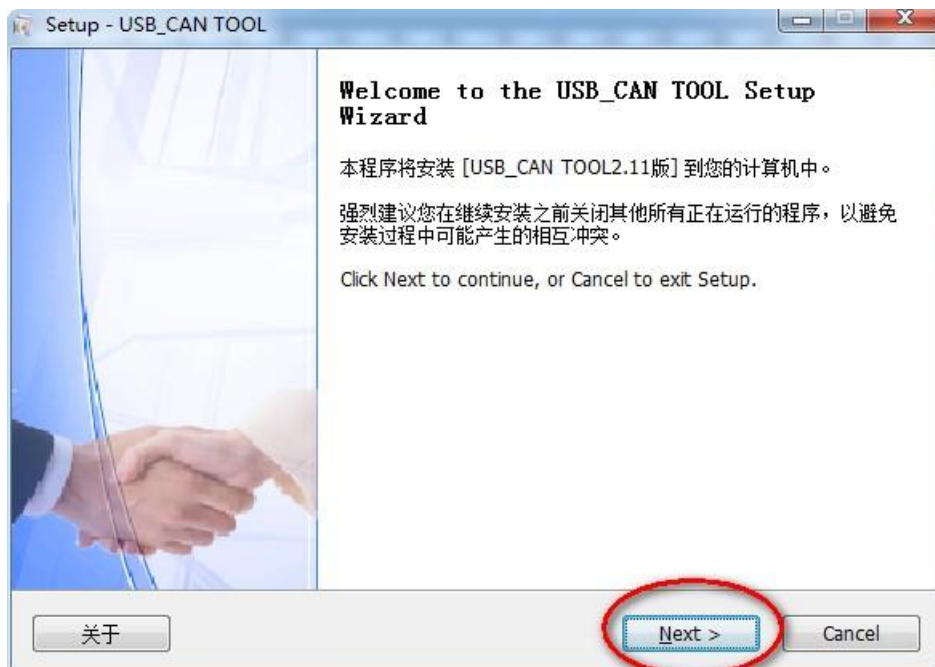 Setup - USB_CAN TOOL
Welcome to the USB_CAN TOOL Setup
Wizard
本程序将安装 [USB_CAN TOOL2.11版] 到您的计算机中。
强烈建议您在继续安装之前关闭其他所有正在运行的程序，以避免
安装过程中可能产生的相互冲突。
Click Next to continue, or Cancel to exit Setup.
关于
Next >
Cancel